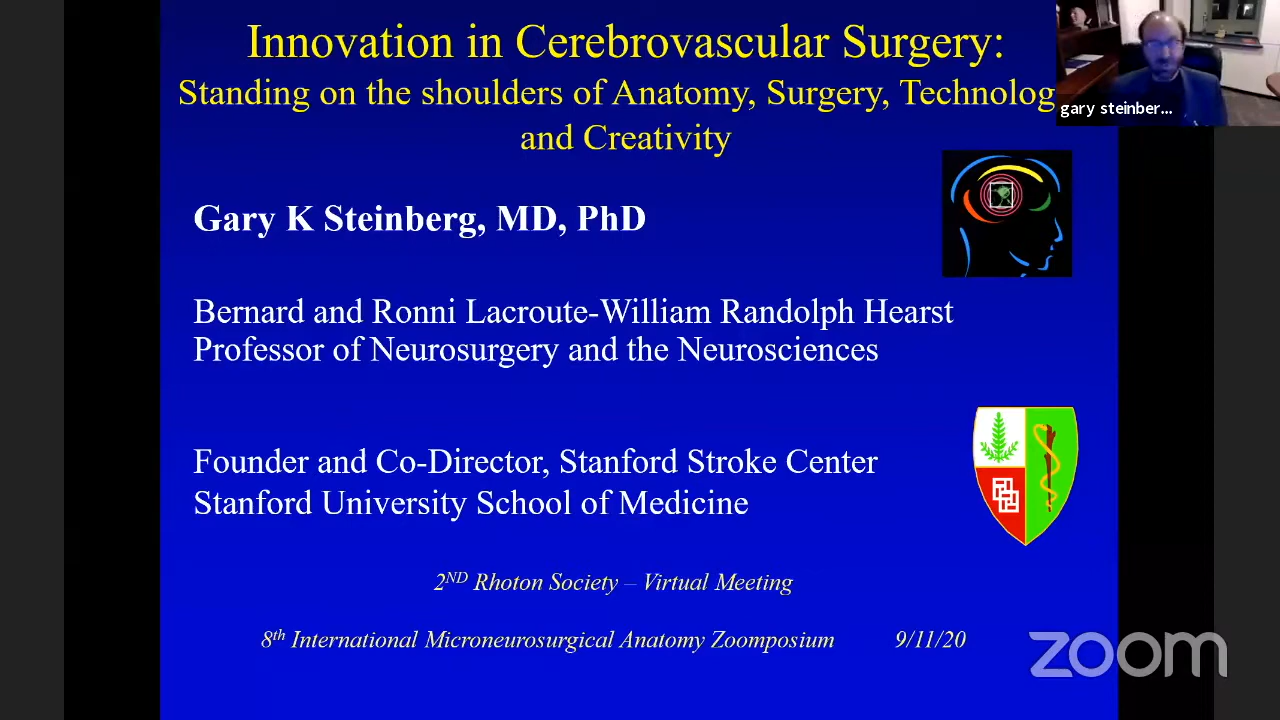 Innovation in Cerebrovascular Surgery:
Standing on the shoulders of Anatomy, Surgery, Technolog
and Creativity
gary steinber...
Gary K Steinberg, MD, PhD
Bernard and Ronni Lacroute-William Randolph Hearst
Professor of Neurosurgery and the Neurosciences
Founder and Co-Director, Stanford Stroke Center
Stanford University School of Medicine
2ND Rhoton Society – Virtual Meeting
8th International Microneurosurgical Anatomy Zoomposium 9/11/20
zoom